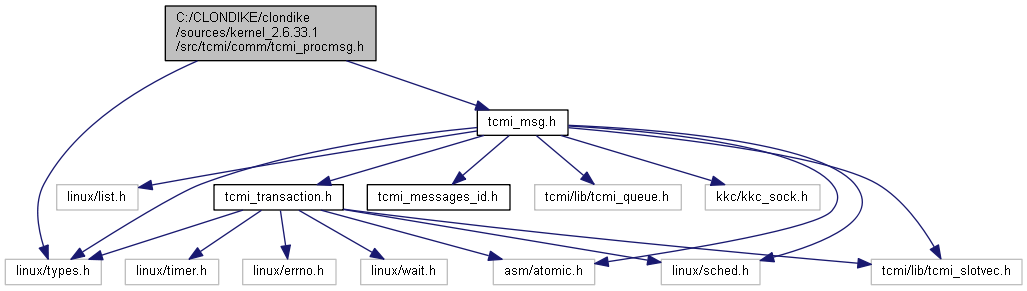 C:/CLONDIKE/clondike
/sources/kernel_2.6.33.1
/src/tcmi/comm/tcmi_procmsg.h
tcmi_msg.h
linux/list.h
tcmi_transaction.h
tcmi_messages_id.h
tcmi/lib/tcmi_queue.h
kkc/kkc_sock.h
linux/types.h
linux/timer.h
linux/errno.h
linux/wait.h
asm/atomic.h
linux/sched.h
tcmi/lib/tcmi_slotvec.h